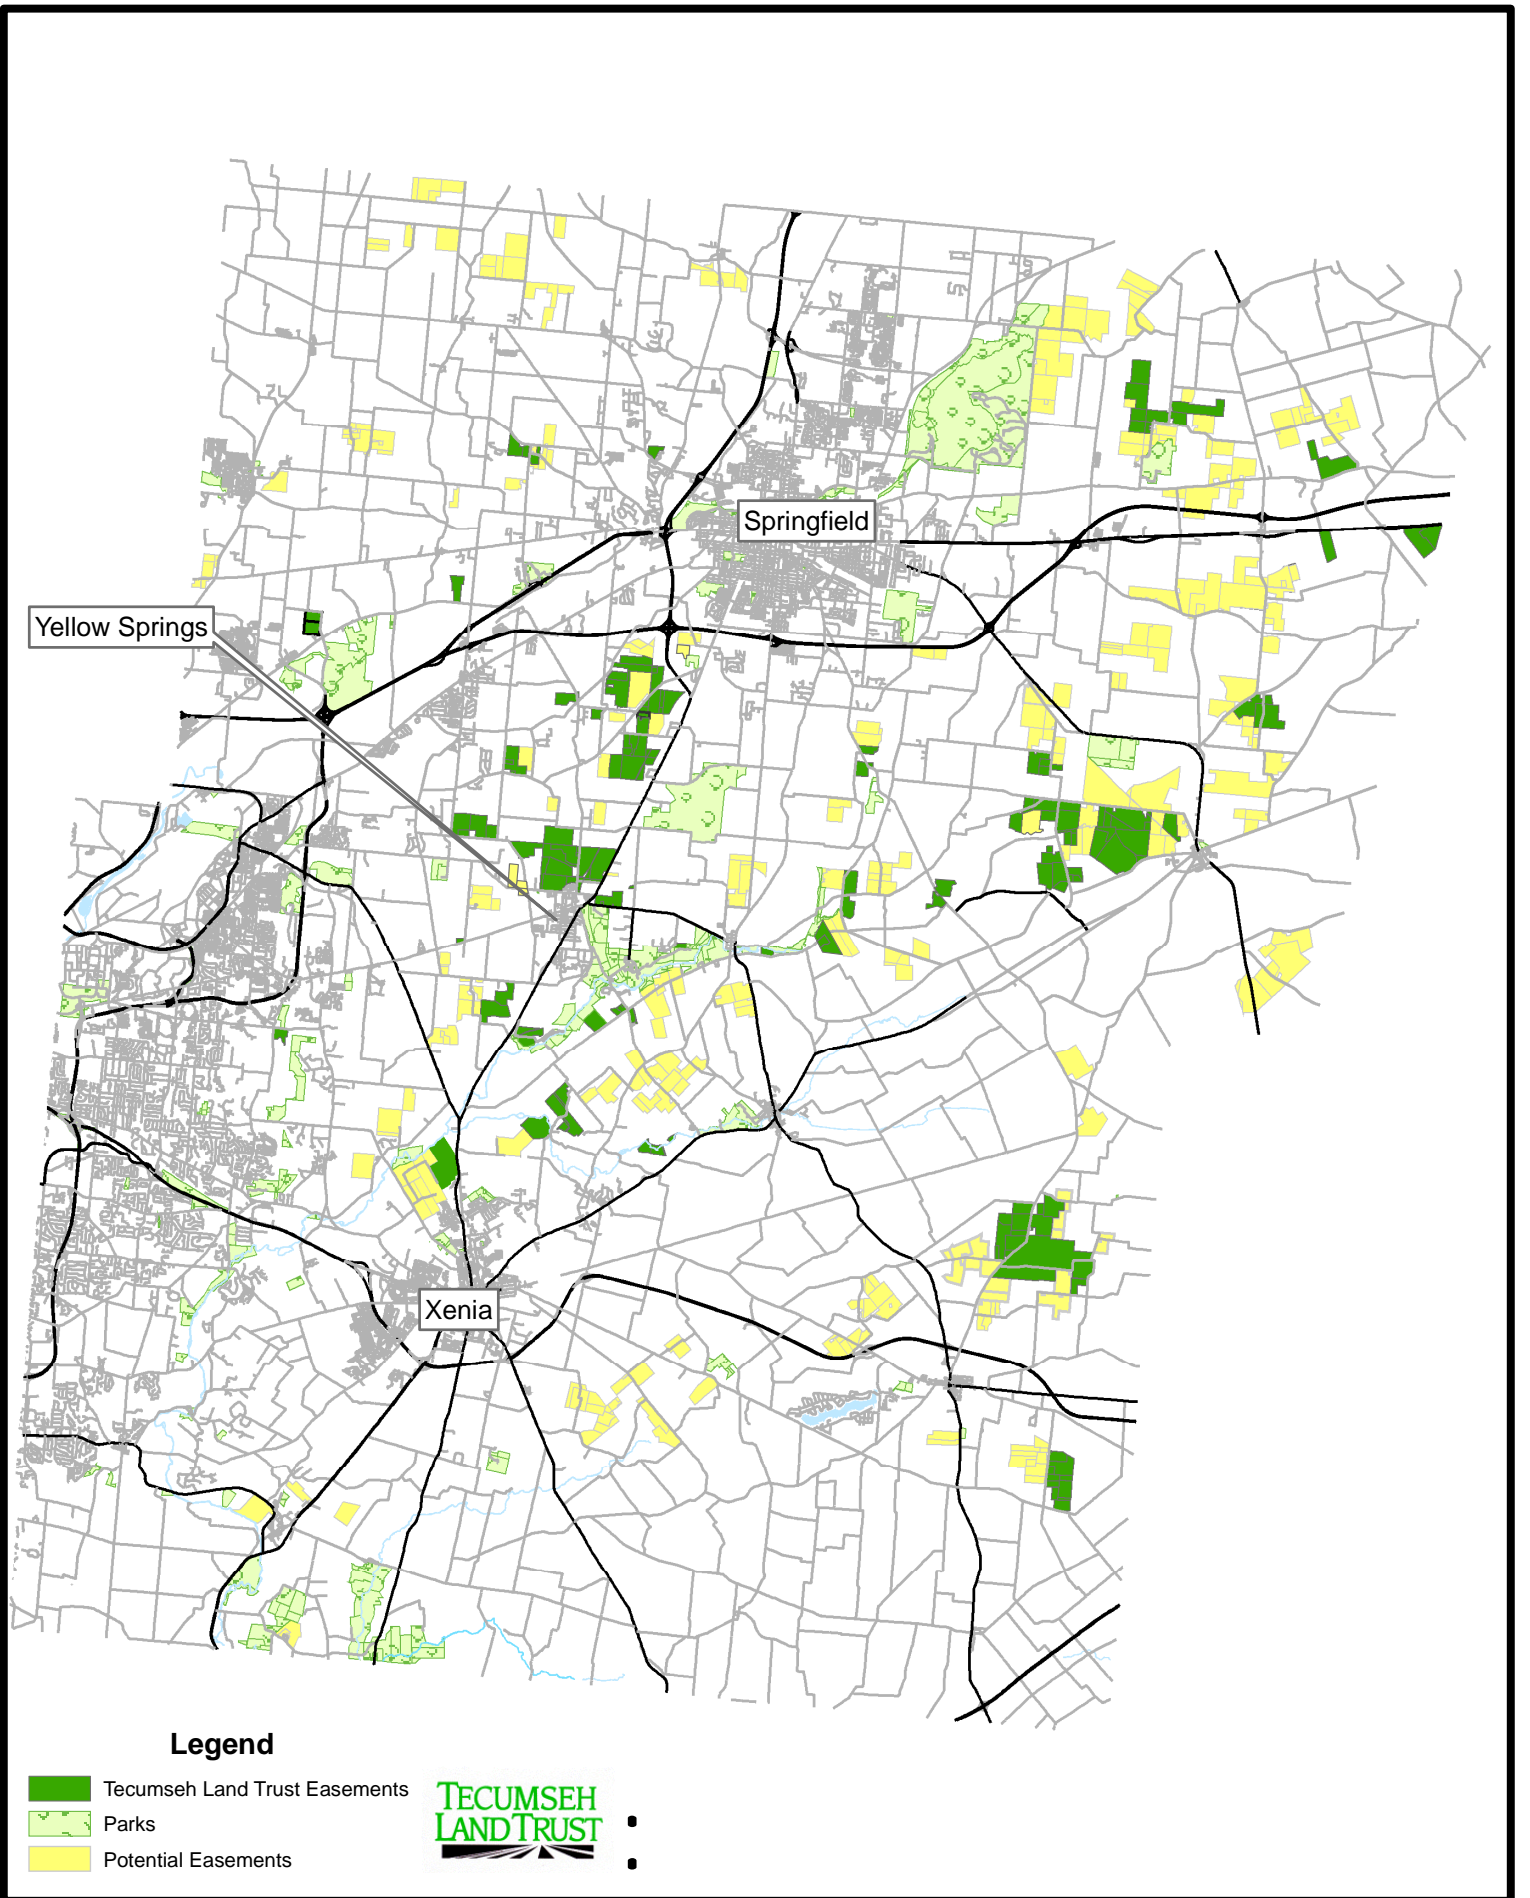 Springfield
Yellow Springs
Xenia
Legend
Tecumseh Land Trust Easements
Parks
Potential Easements
TECUMSEH
LAND TRUST